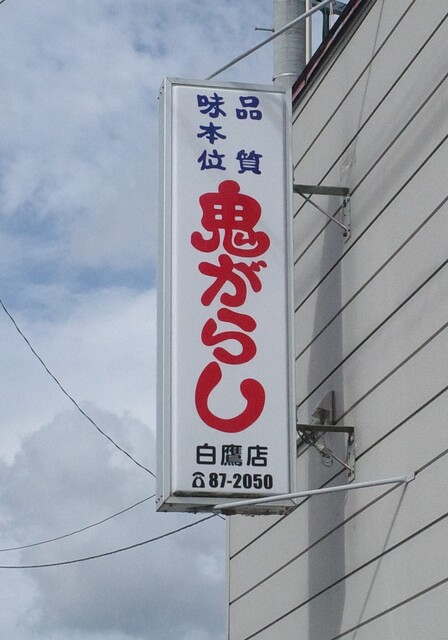 品質
味本位
鬼がらし
白鷹店
☎87-2050